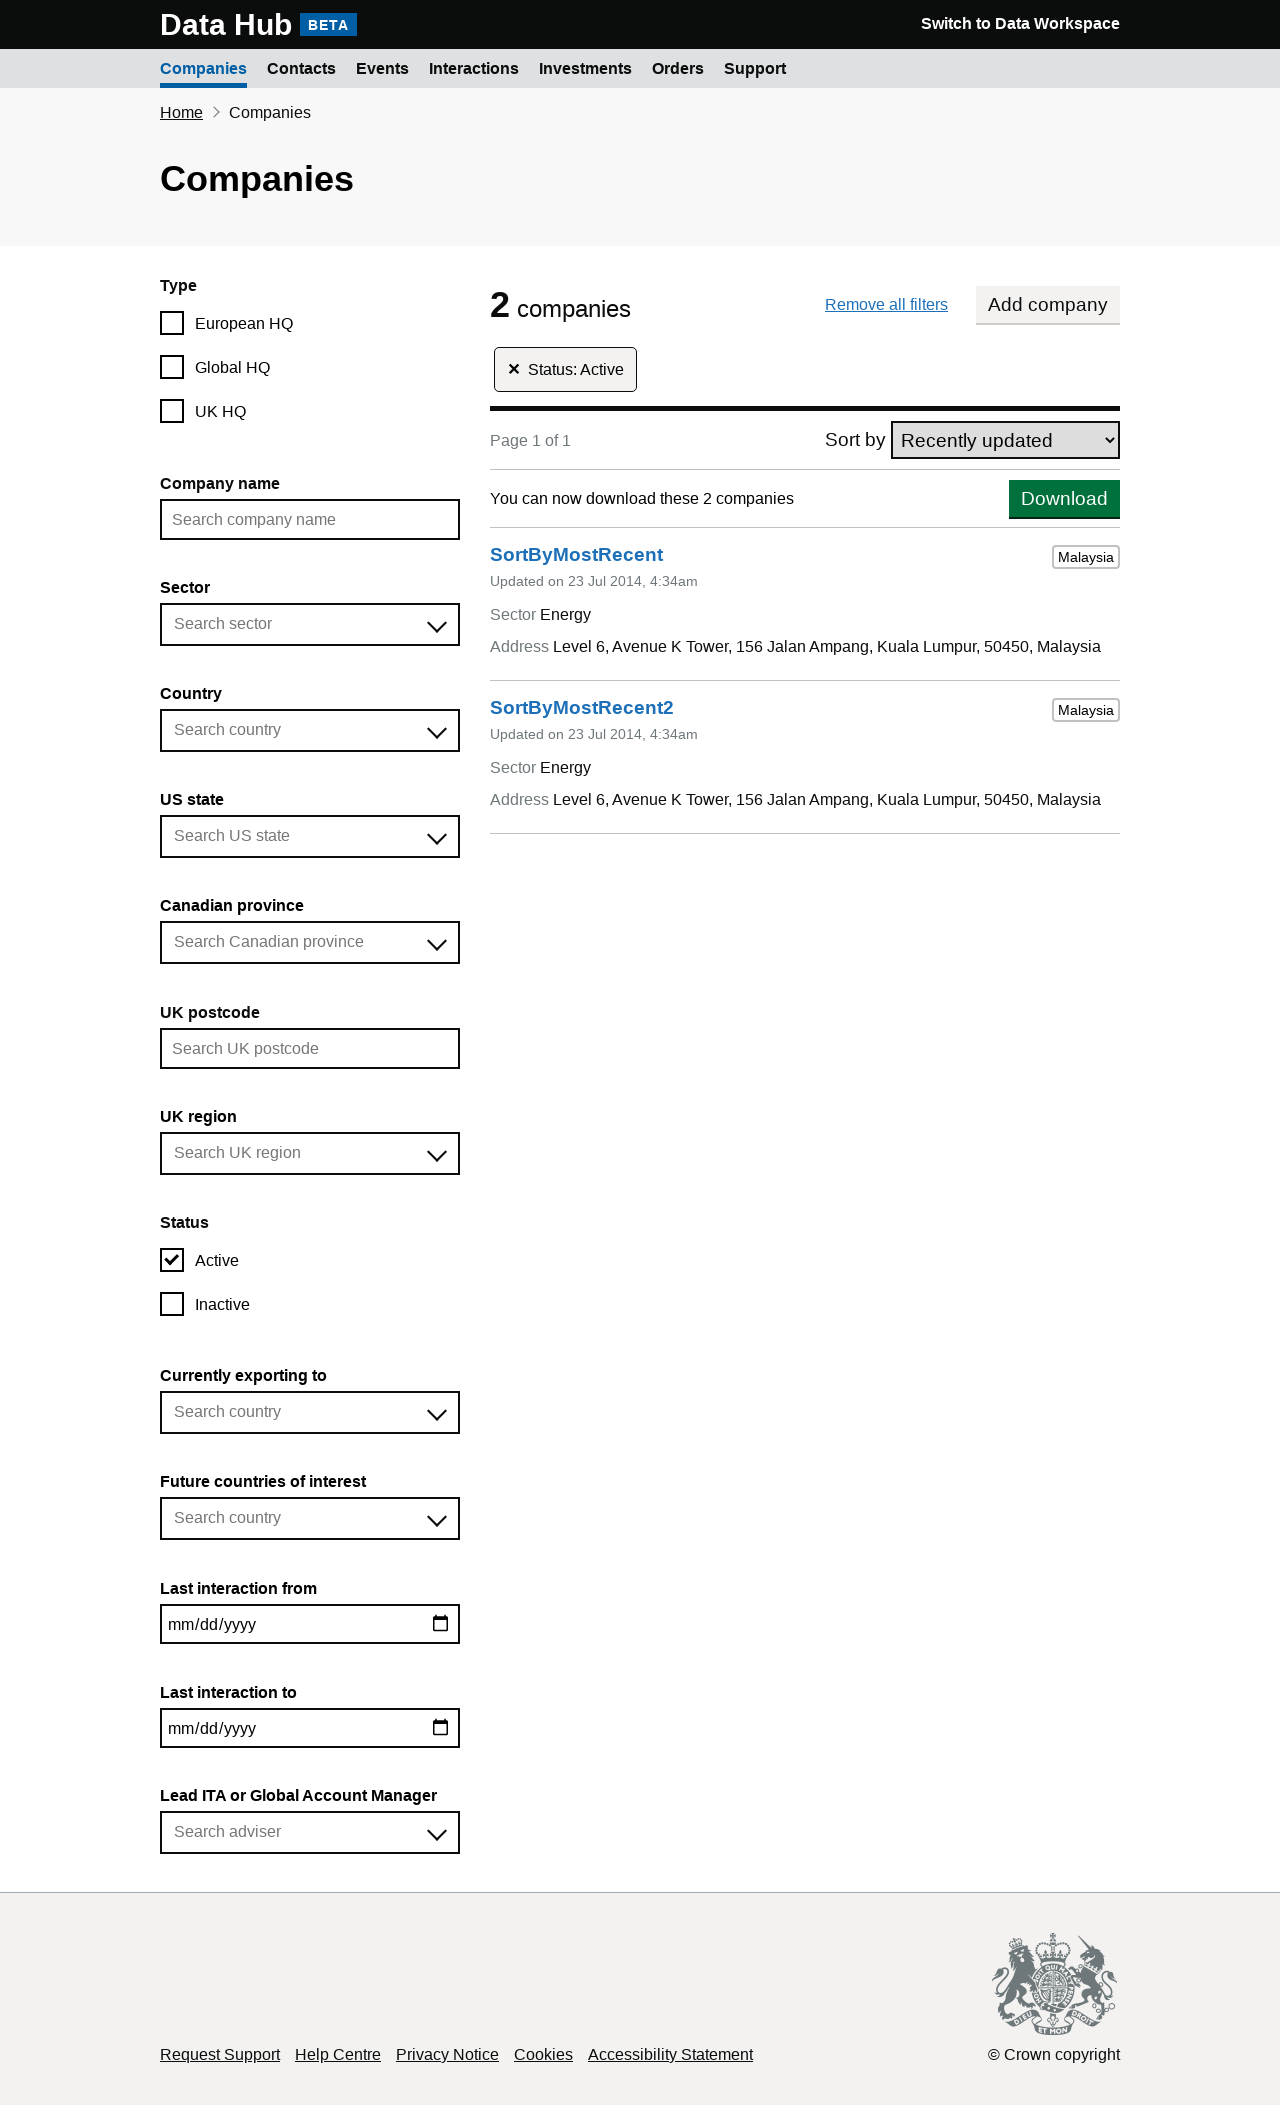 Data Hub BETA Switch to Data Workspace
Companies Contacts Events Interactions Investments Orders Support
Home Companies
Companies
Type
European HQ
Global HQ
UK HQ
Company name
Search company name
Sector
Search sector
Country
Search country
US state
Search US state
Canadian province
Search Canadian province
UK postcode
Search UK postcode
UK region
Search UK region
Status
Active
Inactive
Currently exporting to
Search country
Future countries of interest
Search country
Last interaction from
mm/dd/yyyy
Last interaction to
mm/dd/yyyy
Lead ITA or Global Account Manager
Search adviser
2 companies Remove all filters Add company
✕ Status: Active
Page 1 of 1 Sort by Recently updated
You can now download these 2 companies Download
SortByMostRecent Malaysia
Updated on 23 Jul 2014, 4:34am
Sector Energy
Address Level 6, Avenue K Tower, 156 Jalan Ampang, Kuala Lumpur, 50450, Malaysia
SortByMostRecent2 Malaysia
Updated on 23 Jul 2014, 4:34am
Sector Energy
Address Level 6, Avenue K Tower, 156 Jalan Ampang, Kuala Lumpur, 50450, Malaysia
DIEU ET MON DROIT
Request Support Help Centre Privacy Notice Cookies Accessibility Statement © Crown copyright